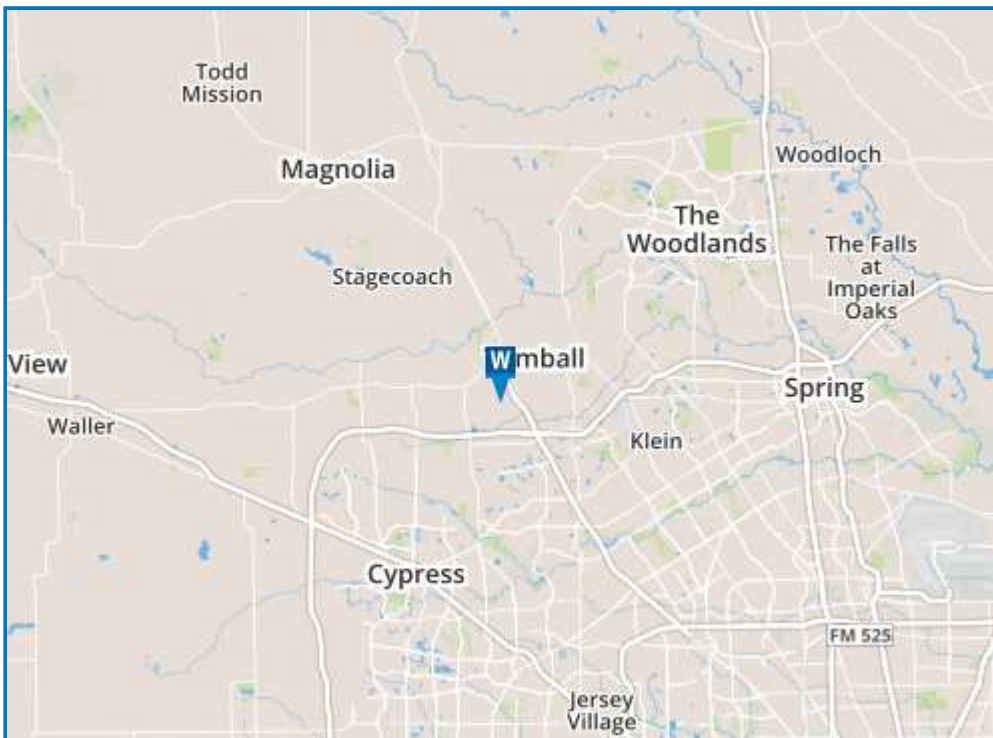 Todd
Mission
Magnolia
Woodloch
The
Woodlands
The Falls
at
Imperial
Oaks
Stagecoach
W
mball
View
Spring
Waller
Klein
Cypress
FM 525
Jersey
Village